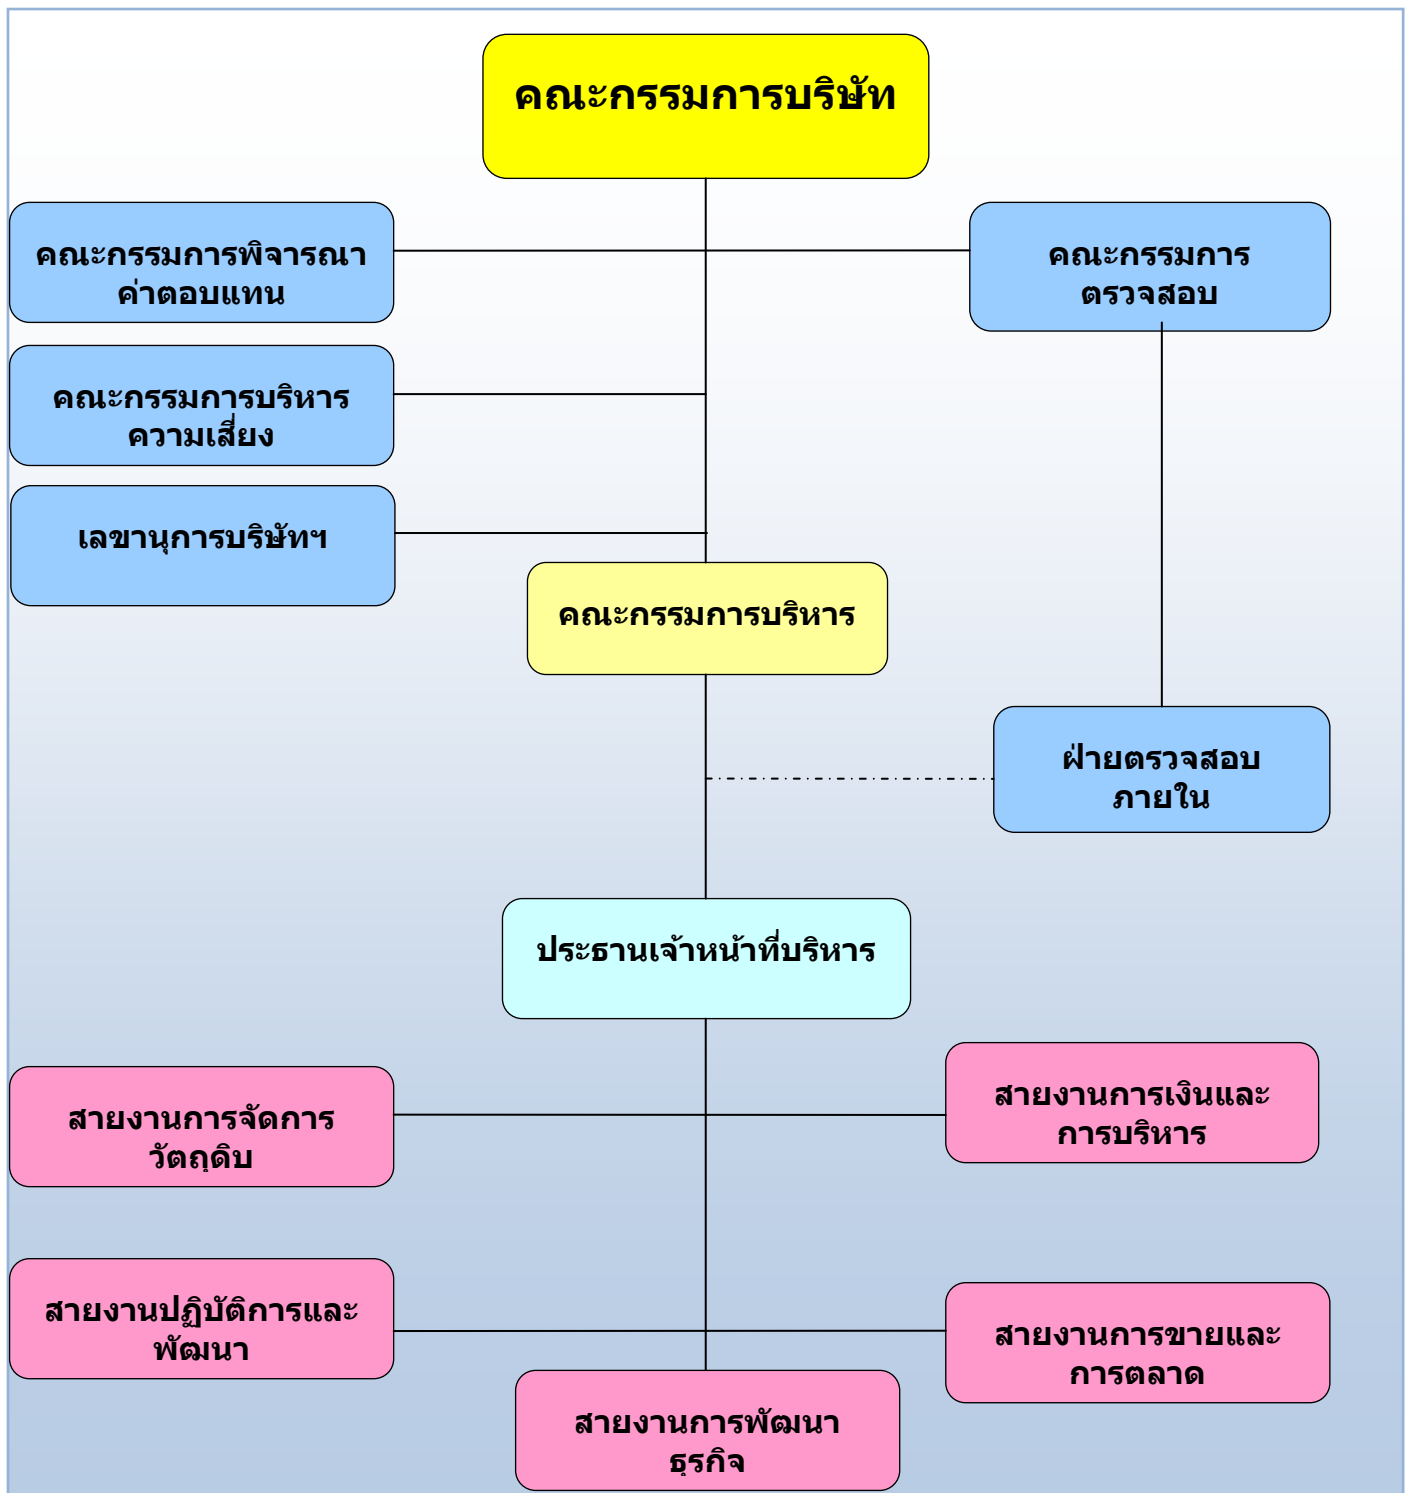 คณะกรรมการบริษัท
คณะกรรมการพิจารณา
ค่าตอบแทน
คณะกรรมการ
ตรวจสอบ
คณะกรรมการบริหาร
ความเสี่ยง
เลขานุการบริษัทฯ
คณะกรรมการบริหาร
ฝ่ายตรวจสอบ
ภายใน
ประธานเจ้าหน้าที่บริหาร
สายงานการจัดการ
วัตถุดิบ
สายงานการเงินและ
การบริหาร
สายงานปฏิบัติการและ
พัฒนา
สายงานการขายและ
การตลาด
สายงานการพัฒนา
ธุรกิจ